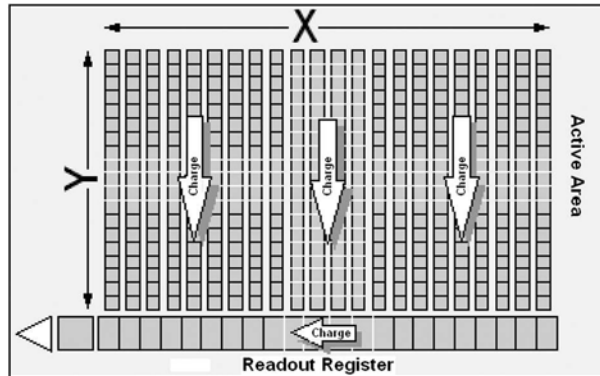 X
Y
Charge
Charge
Charge
Active Area
Charge
Readout Register